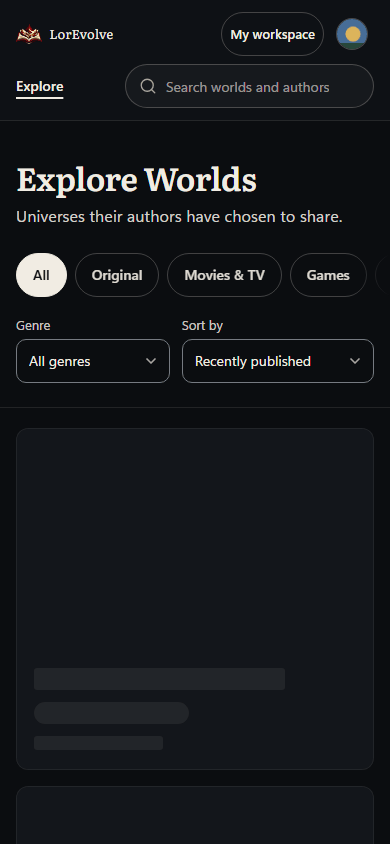 LorEvolve
My workspace
Explore
Search worlds and authors
Explore Worlds
Universes their authors have chosen to share.
All
Original
Movies & TV
Games
Genre
Sort by
All genres
Recently published